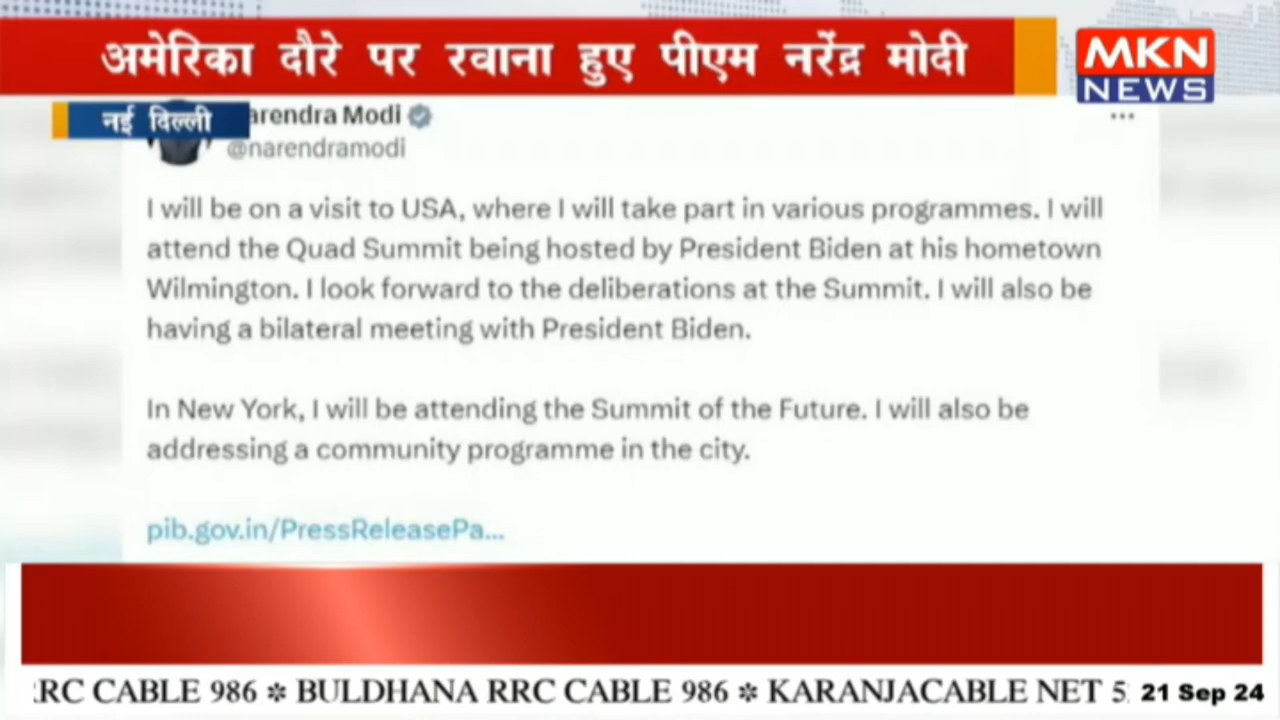 अमेरिका दौरे पर रवाना हुए पीएम नरेंद्र मोदी
MKN
NEWS
नई दिल्ली
arendra Modi
@narendramodi
I will be on a visit to USA, where I will take part in various programmes. I will
attend the Quad Summit being hosted by President Biden at his hometown
Wilmington. I look forward to the deliberations at the Summit. I will also be
having a bilateral meeting with President Biden.
In New York, I will be attending the Summit of the Future. I will also be
addressing a community programme in the city.
pib.gov.in/PressReleasePa...
RC CABLE 986 ✲ BULDHANA RRC CABLE 986 ✲ KARANJACABLE NET 5 21 Sep 24